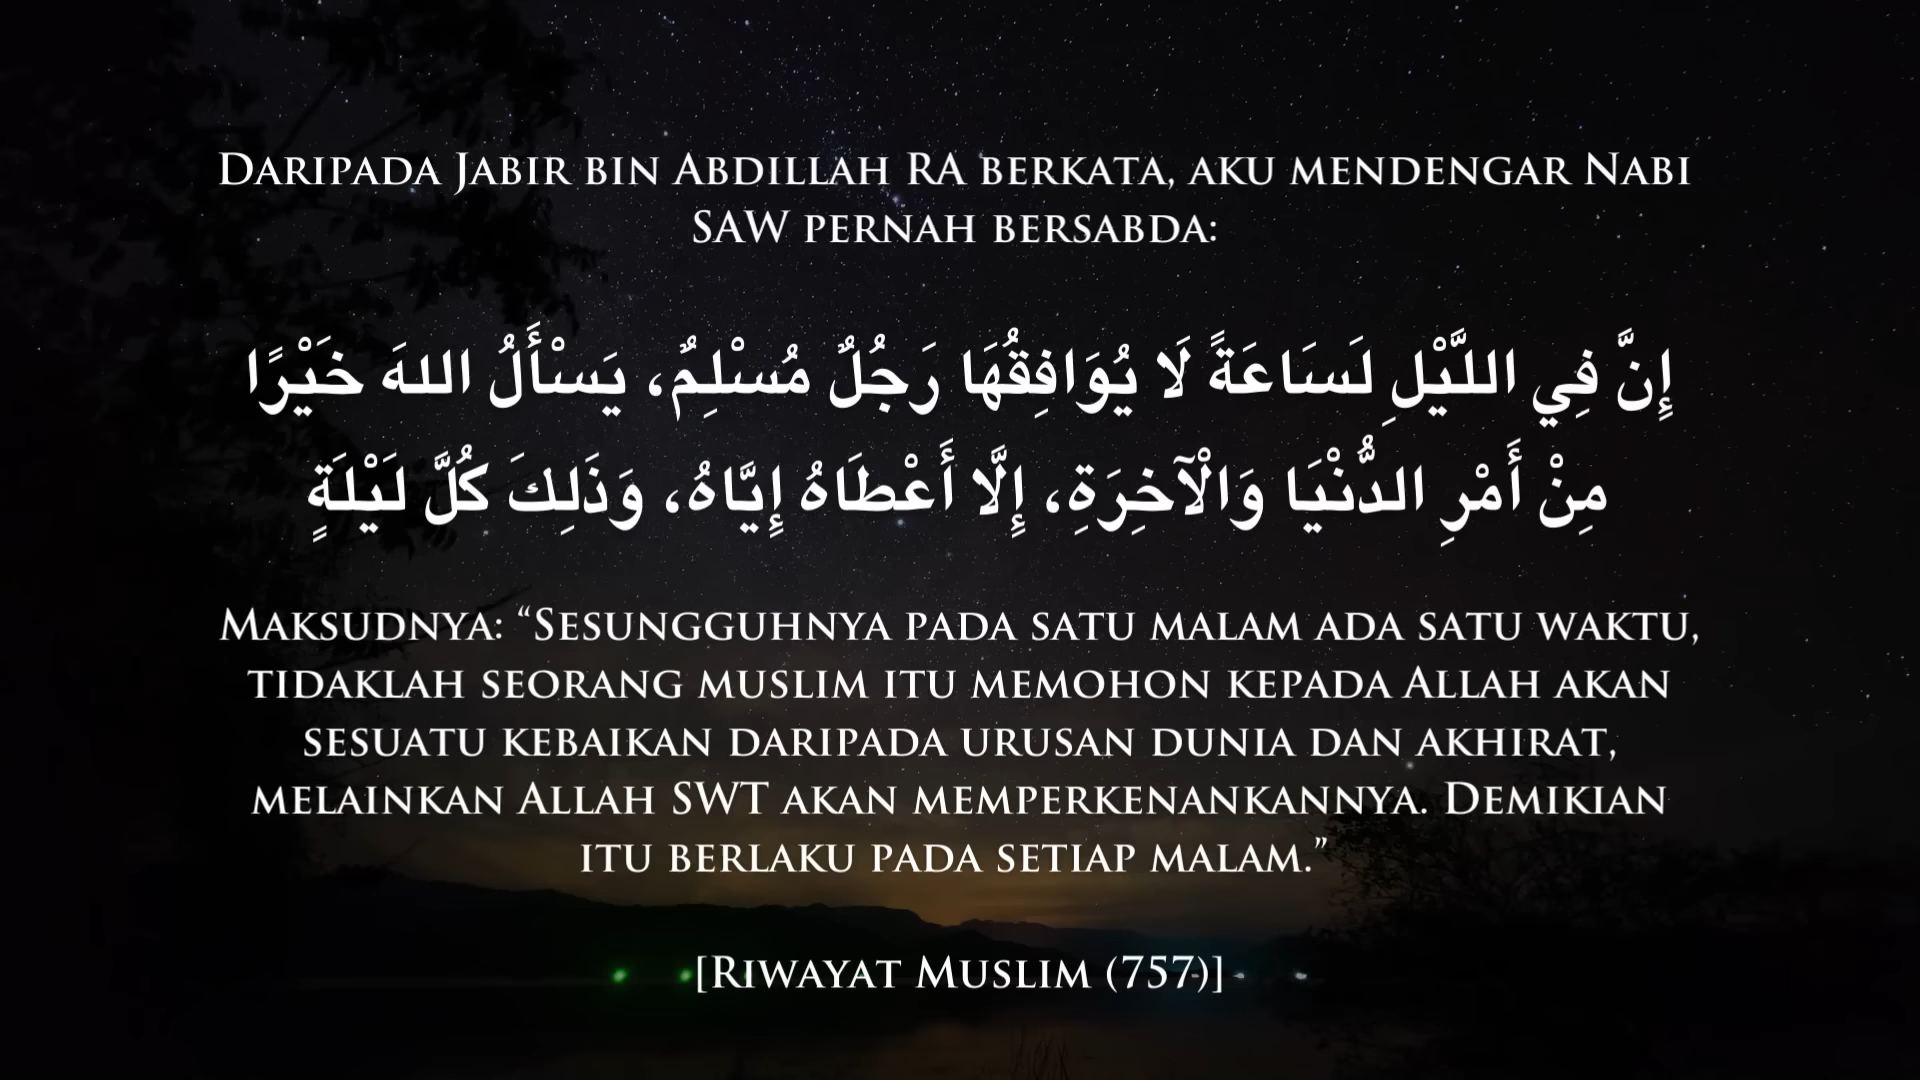 Daripada Jabir bin Abdillah RA berkata, aku mendengar Nabi
SAW pernah bersabda:
إِنَّ فِي اللَّيْلِ لَسَاعَةً لَا يُوَافِقُهَا رَجُلٌ مُسْلِمٌ، يَسْأَلُ اللهَ خَيْرًا
مِنْ أَمْرِ الدُّنْيَا وَالْآخِرَةِ، إِلَّا أَعْطَاهُ إِيَّاهُ، وَذَلِكَ كُلَّ لَيْلَةٍ
Maksudnya: “Sesungguhnya pada satu malam ada satu waktu,
tidaklah seorang muslim itu memohon kepada Allah akan
sesuatu kebaikan daripada urusan dunia dan akhirat,
melainkan Allah SWT akan memperkenankannya. Demikian
itu berlaku pada setiap malam.”
[Riwayat Muslim (757)]